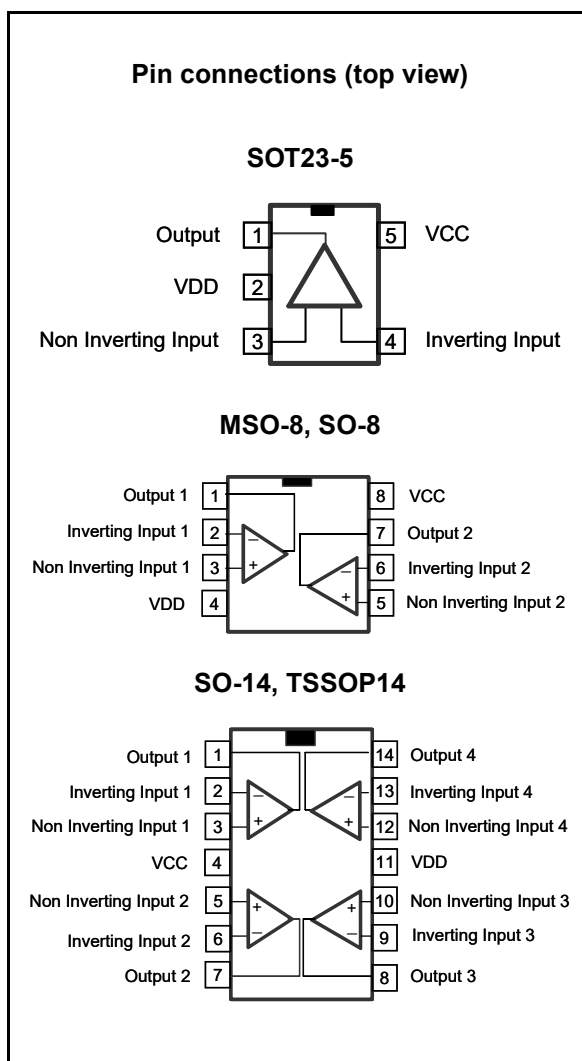 Pin connections (top view)
SOT23-5
Output 1 5 VCC
VDD 2
Non Inverting Input 3 4 Inverting Input
MSO-8, SO-8
Output 1 1 8 VCC
Inverting Input 1 2 – 7 Output 2
Non Inverting Input 1 3 + – 6 Inverting Input 2
VDD 4 + 5 Non Inverting Input 2
SO-14, TSSOP14
Output 1 1 14 Output 4
Inverting Input 1 2 – – 13 Inverting Input 4
Non Inverting Input 1 3 + + 12 Non Inverting Input 4
VCC 4 11 VDD
Non Inverting Input 2 5 + + 10 Non Inverting Input 3
Inverting Input 2 6 – – 9 Inverting Input 3
Output 2 7 8 Output 3